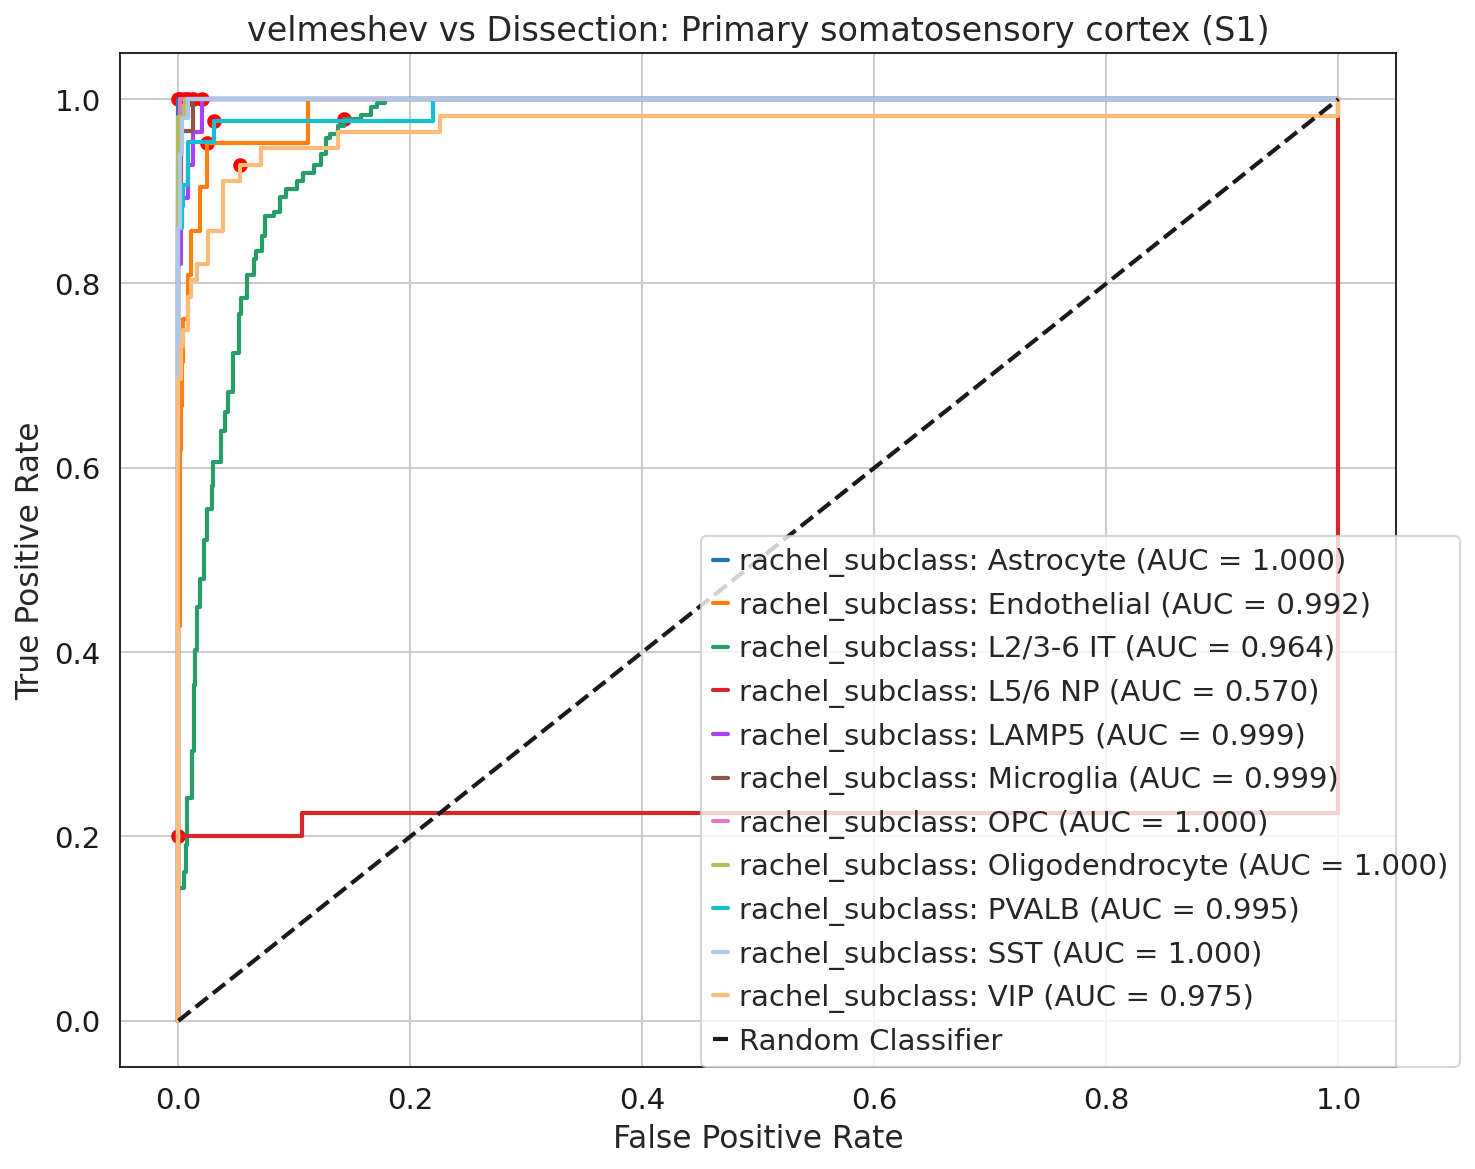 velmeshev vs Dissection: Primary somatosensory cortex (S1)
True Positive Rate
1.0
0.8
0.6
0.4
0.2
0.0
rachel_subclass: Astrocyte (AUC = 1.000)
rachel_subclass: Endothelial (AUC = 0.992)
rachel_subclass: L2/3-6 IT (AUC = 0.964)
rachel_subclass: L5/6 NP (AUC = 0.570)
rachel_subclass: LAMP5 (AUC = 0.999)
rachel_subclass: Microglia (AUC = 0.999)
rachel_subclass: OPC (AUC = 1.000)
rachel_subclass: Oligodendrocyte (AUC = 1.000)
rachel_subclass: PVALB (AUC = 0.995)
rachel_subclass: SST (AUC = 1.000)
rachel_subclass: VIP (AUC = 0.975)
Random Classifier
0.0 0.2 0.4 0.6 0.8 1.0
False Positive Rate